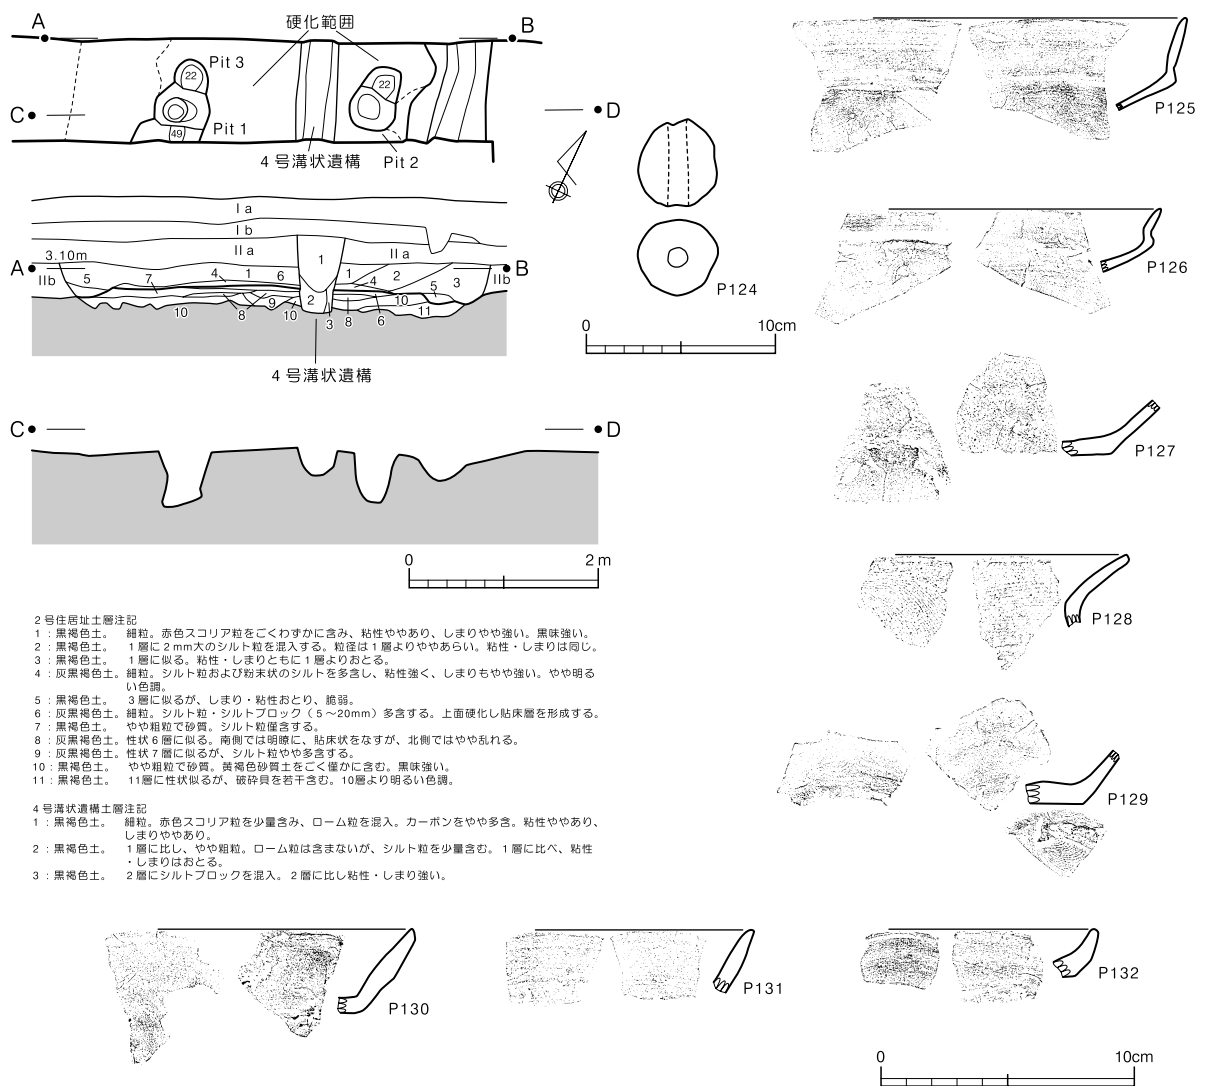 A
硬化範囲
B
Pit 3
22
22
C
D
49
Pit 1
4号溝状遺構
Pit 2
Ⅰa
Ⅰb
Ⅱa
Ⅱa
3.10m
A
B
Ⅱb
5
7
4
1
6
1
1
4
2
5
3
Ⅱb
10
8
9
10
2
3
8
6
10
11
4号溝状遺構
C
D
0
2m
P124
0
10cm
P125
P126
P127
P128
P129
2号住居址土層注記
1:黒褐色土。 細粒。赤色スコリア粒をごくわずかに含み、粘性ややあり、しまりやや強い。黒味強い。
2:黒褐色土。 1層に2mm大のシルト粒を混入する。粒径は1層よりややあらい。粘性・しまりは同じ。
3:黒褐色土。 1層に似る。粘性・しまりともに1層よりおとる。
4:灰黒褐色土。細粒。シルト粒および粉末状のシルトを多含し、粘性強く、しまりもやや強い。やや明る
い色調。
5:黒褐色土。 3層に似るが、しまり・粘性おとり、脆弱。
6:灰黒褐色土。細粒。シルト粒・シルトブロック(5〜20mm)多含する。上面硬化し貼床層を形成する。
7:黒褐色土。 やや粗粒で砂質。シルト粒僅含する。
8:灰黒褐色土。性状6層に似る。南側では明瞭に、貼床状をなすが、北側ではやや乱れる。
9:灰黒褐色土。性状7層に似るが、シルト粒やや多含する。
10:黒褐色土。 やや粗粒で砂質。黄褐色砂質土をごく僅かに含む。黒味強い。
11:黒褐色土。 11層に性状似るが、破砕貝を若干含む。10層より明るい色調。
4号溝状遺構土層注記
1:黒褐色土。 細粒。赤色スコリア粒を少量含み、ローム粒を混入。カーボンをやや多含。粘性ややあり、
しまりややあり。
2:黒褐色土。 1層に比し、やや粗粒。ローム粒は含まないが、シルト粒を少量含む。1層に比べ、粘性
・しまりはおとる。
3:黒褐色土。 2層にシルトブロックを混入。2層に比し粘性・しまり強い。
P130
P131
P132
0
10cm